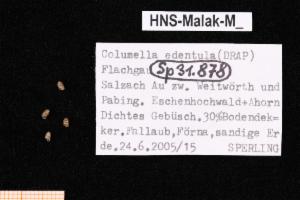 HNS-Malak-M_
Columella edentula(DRAP)
Flachgau Sp31.878
Salzach Au zw. Weitwörth und
Pabing. Eschenhochwald+Ahorn
Dichtes Gebüsch.30%Bodendek-
ker.Fallaub,Förna,sandige Er
de.24.6.2005/15 SPERLING